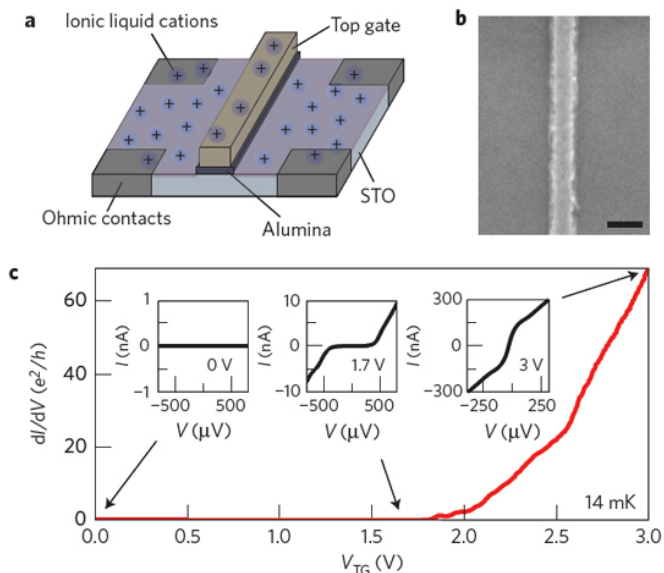 a
Ionic liquid cations
Top gate
Ohmic contacts
Alumina
STO
b
c
dI/dV (e²/h)
60
40
20
0
I (nA)
1
0
−1
0 V
−500 500
V (μV)
I (nA)
10
0
−10
1.7 V
−500 500
V (μV)
I (nA)
300
0
−300
3 V
−250 250
V (μV)
14 mK
0.0 0.5 1.0 1.5 2.0 2.5 3.0
V_TG (V)